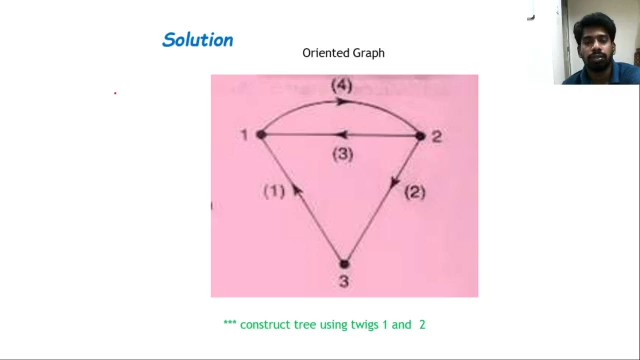 Solution
Oriented Graph
(4)
1
2
(3)
(1)
(2)
3
*** construct tree using twigs 1 and 2